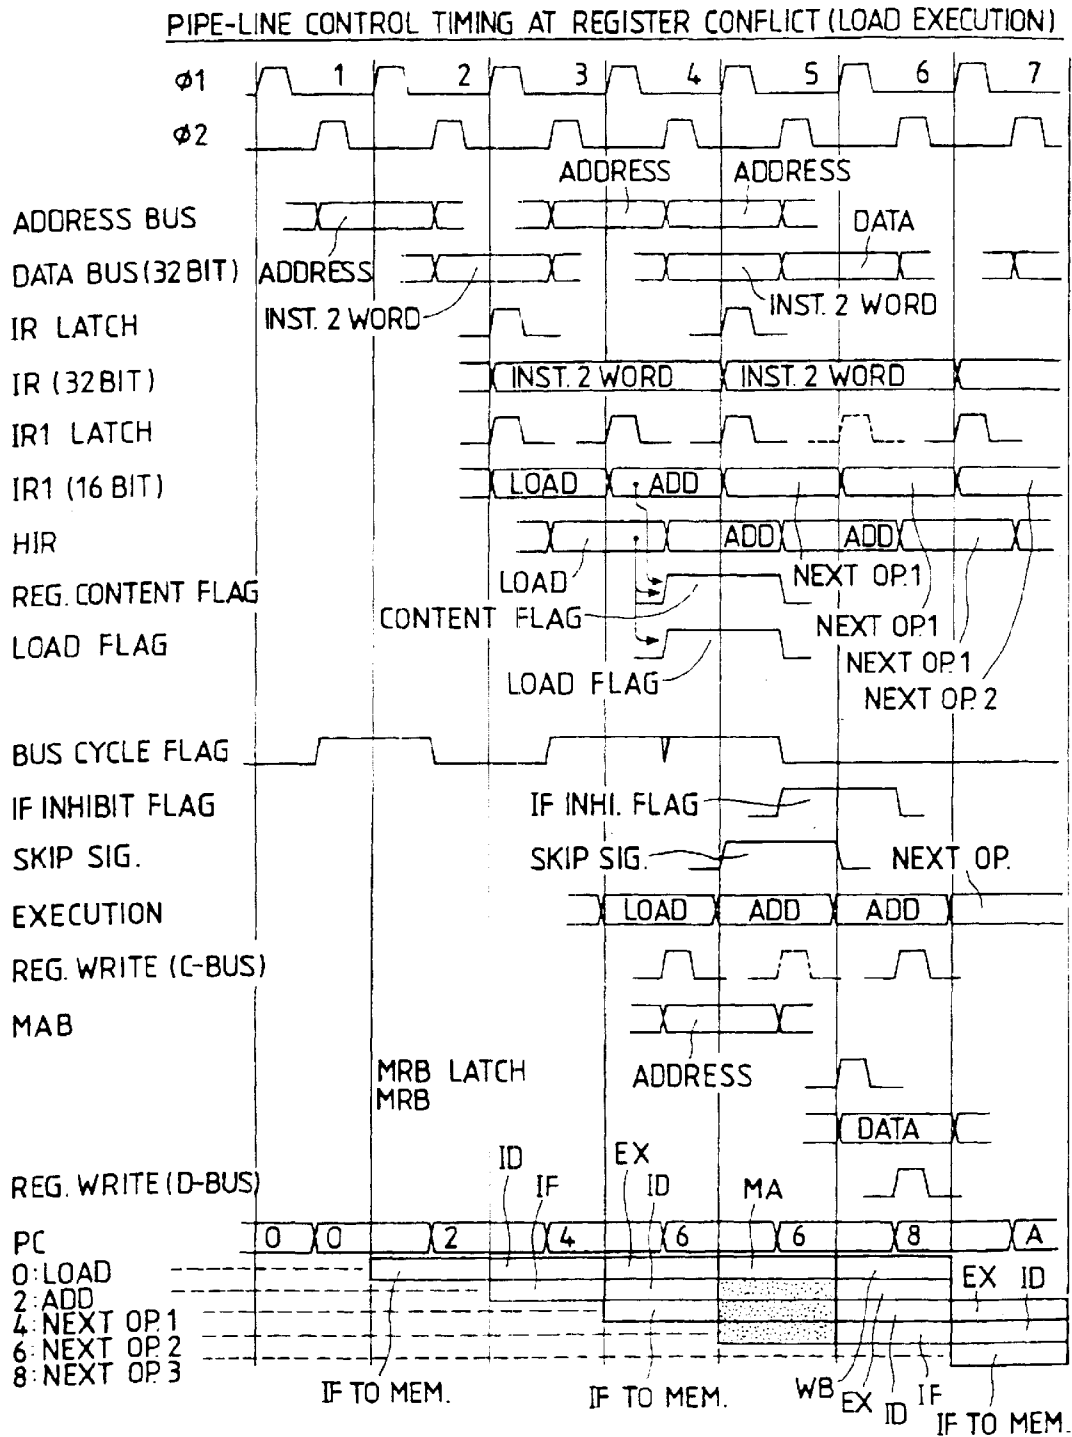 PIPE-LINE CONTROL TIMING AT REGISTER CONFLICT (LOAD EXECUTION)
ø1 1 2 3 4 5 6 7
ø2
ADDRESS ADDRESS
ADDRESS BUS
DATA
DATA BUS (32 BIT) ADDRESS
INST. 2 WORD INST. 2 WORD
IR LATCH
IR (32 BIT) INST. 2 WORD INST. 2 WORD
IR1 LATCH
IR1 (16 BIT) LOAD ADD
HIR ADD ADD
LOAD NEXT OP.1
REG. CONTENT FLAG
CONTENT FLAG NEXT OP.1
LOAD FLAG
NEXT OP.1
LOAD FLAG NEXT OP. 2
BUS CYCLE FLAG
IF INHIBIT FLAG IF INHI. FLAG
SKIP SIG. SKIP SIG. NEXT OP.
EXECUTION LOAD ADD ADD
REG. WRITE (C-BUS)
MAB
MRB LATCH ADDRESS
MRB
DATA
ID EX
REG. WRITE (D-BUS) IF ID MA
PC 0 0 2 4 6 6 8 A
0: LOAD EX ID
2: ADD
4: NEXT OP. 1
6: NEXT OP. 2
8: NEXT OP. 3
IF TO MEM. IF TO MEM. WB EX ID IF IF TO MEM.